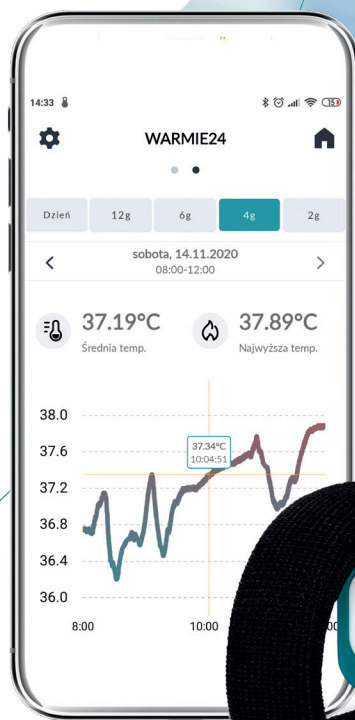 14:33
15
WARMIE24
Dzień 12g 6g 4g 2g
sobota, 14.11.2020
08:00-12:00
37.19°C 37.89°C
Średnia temp. Najwyższa temp.
38.0
37.6
37.34°C
10:04:51
37.2
36.8
36.4
36.0
8:00 10:00